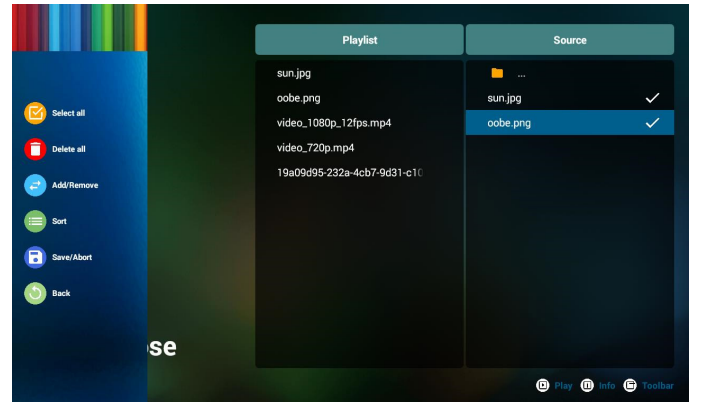 Select all
Delete all
Add/Remove
Sort
Save/Abort
Back
Playlist
sun.jpg
oobe.png
video_1080p_12fps.mp4
video_720p.mp4
19a09d95-232a-4cb7-9d31-c10
Source
...
sun.jpg
oobe.png
se
Play Info Toolbar